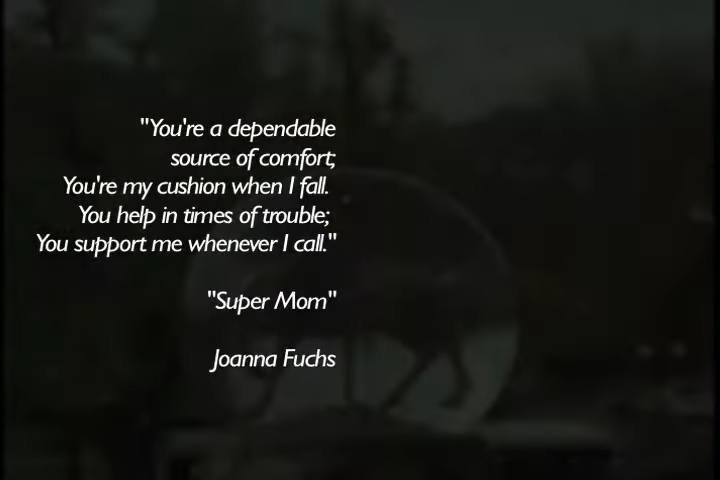 "You're a dependable
source of comfort;
You're my cushion when I fall.
You help in times of trouble;
You support me whenever I call."
"Super Mom"
Joanna Fuchs